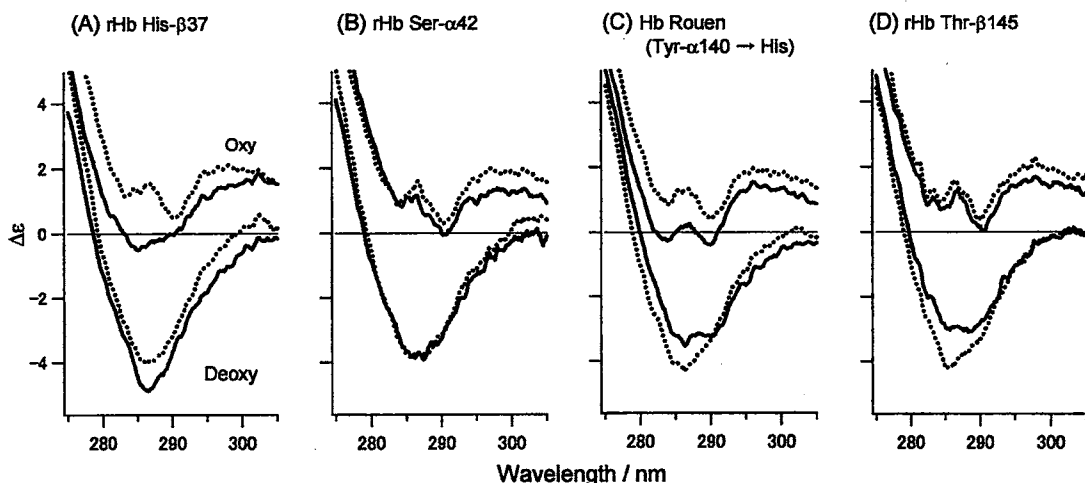 (A) rHb His-β37
(B) rHb Ser-α42
(C) Hb Rouen
(Tyr-α140 → His)
(D) rHb Thr-β145
4
2
0
−2
−4
Δε
Oxy
Deoxy
280 290 300
280 290 300
280 290 300
280 290 300
Wavelength / nm